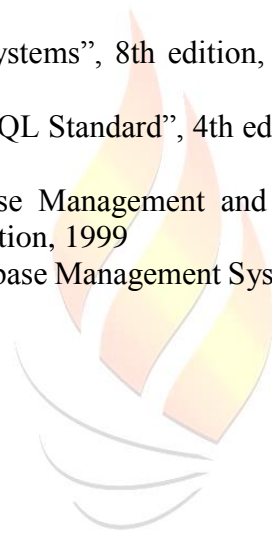 ystems”, 8th edition,
QL Standard”, 4th ed
se Management and
tion, 1999
base Management Sys